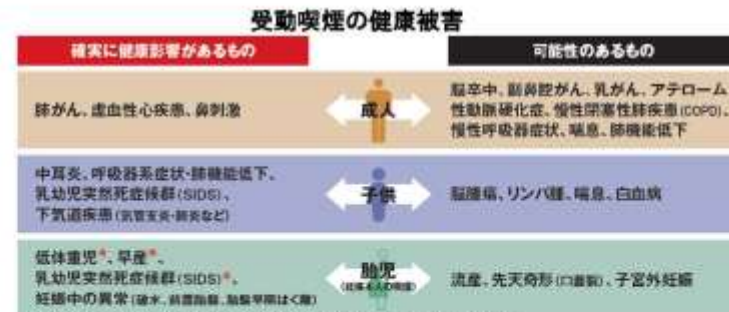 受動喫煙の健康被害
確実に健康影響があるもの
可能性のあるもの
肺がん、虚血性心疾患、鼻刺激
成人
脳卒中、副鼻腔がん、乳がん、アテローム
性動脈硬化症、慢性閉塞性肺疾患(COPD)、
慢性呼吸器症状、喘息、肺機能低下
中耳炎、呼吸器系症状・肺機能低下、
乳幼児突然死症候群(SIDS)、
下気道疾患(気管支炎・肺炎など)
子供
脳腫瘍、リンパ腫、喘息、白血病
低体重児*、早産*、
乳幼児突然死症候群(SIDS)*、
妊娠中の異常(破水、前置胎盤、胎盤早期はく離)
胎児
流産、先天奇形(口蓋裂)、子宮外妊娠